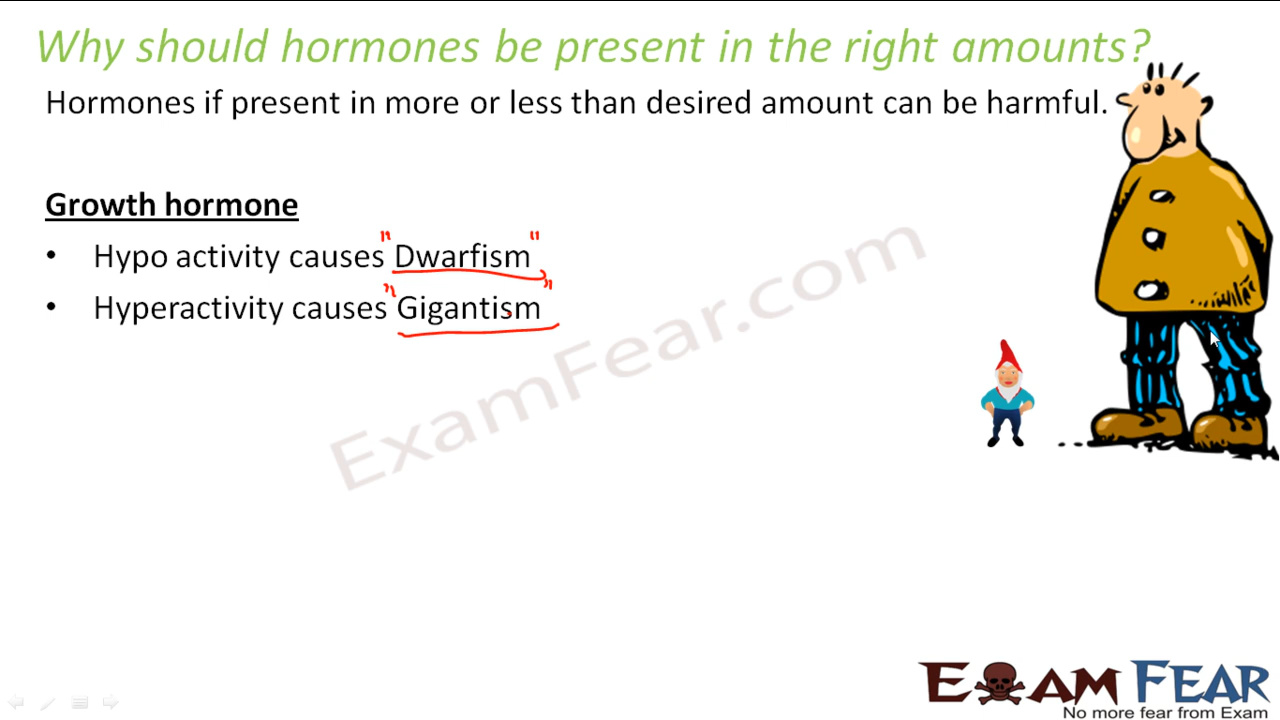 Why should hormones be present in the right amounts?
Hormones if present in more or less than desired amount can be harmful.
Growth hormone
• Hypo activity causes "Dwarfism"
• Hyperactivity causes "Gigantism"
ExamFear.com
EXAM FEAR
No more fear from Exam